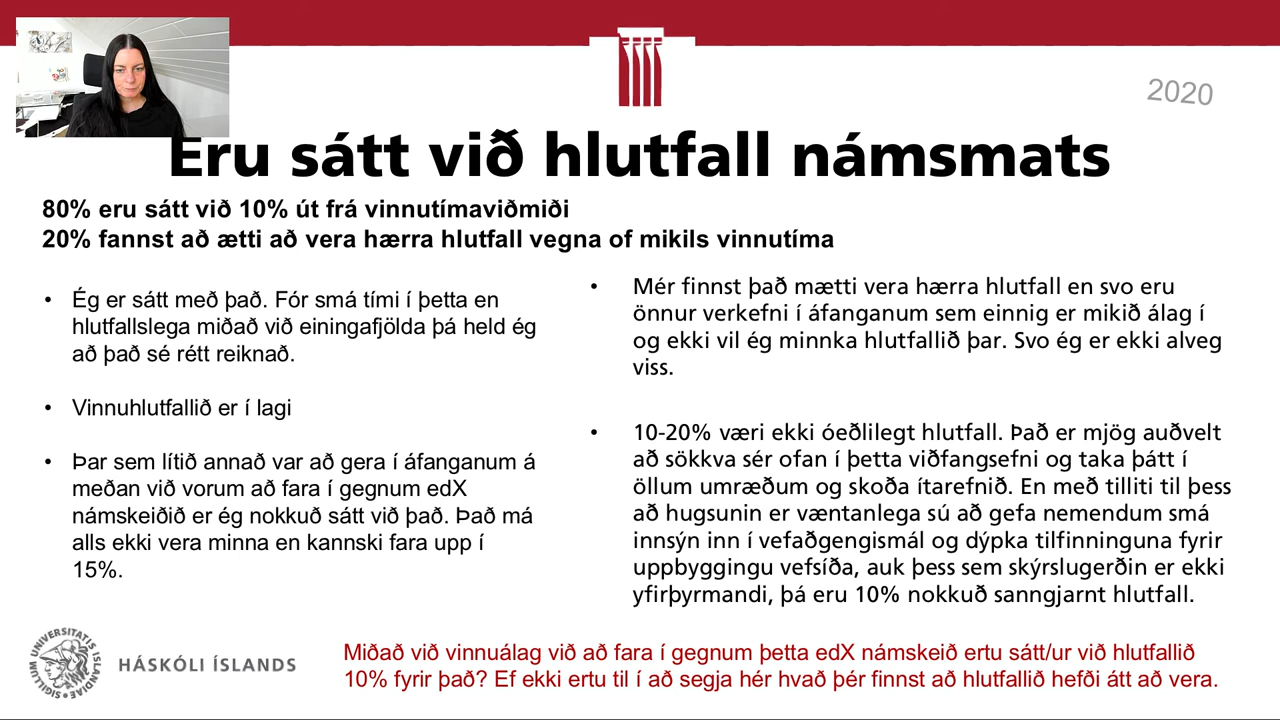 2020
Eru sátt við hlutfall námsmats
80% eru sátt við 10% út frá vinnutímaviðmiði
20% fannst að ætti að vera hærra hlutfall vegna of mikils vinnutíma
• Ég er sátt með það. Fór smá tími í þetta en
hlutfallslega miðað við einingafjölda þá held ég
að það sé rétt reiknað.
• Vinnuhlutfallið er í lagi
• Þar sem lítið annað var að gera í áfanganum á
meðan við vorum að fara í gegnum edX
námskeiðið er ég nokkuð sátt við það. Það má
alls ekki vera minna en kannski fara upp í
15%.
• Mér finnst það mætti vera hærra hlutfall en svo eru
önnur verkefni í áfanganum sem einnig er mikið álag í
og ekki vil ég minnka hlutfallið þar. Svo ég er ekki alveg
viss.
• 10-20% væri ekki óeðlilegt hlutfall. Það er mjög auðvelt
að sökkva sér ofan í þetta viðfangsefni og taka þátt í
öllum umræðum og skoða ítarefnið. En með tilliti til þess
að hugsunin er væntanlega sú að gefa nemendum smá
innsýn inn í vefaðgengismál og dýpka tilfinninguna fyrir
uppbyggingu vefsíða, auk þess sem skýrslugerðin er ekki
yfirþyrmandi, þá eru 10% nokkuð sanngjarnt hlutfall.
UNIVERSITATIS ISLANDIAE SIGILLUM
HÁSKÓLI ÍSLANDS
Miðað við vinnuálag við að fara í gegnum þetta edX námskeið ertu sátt/ur við hlutfallið
10% fyrir það? Ef ekki ertu til í að segja hér hvað þér finnst að hlutfallið hefði átt að vera.